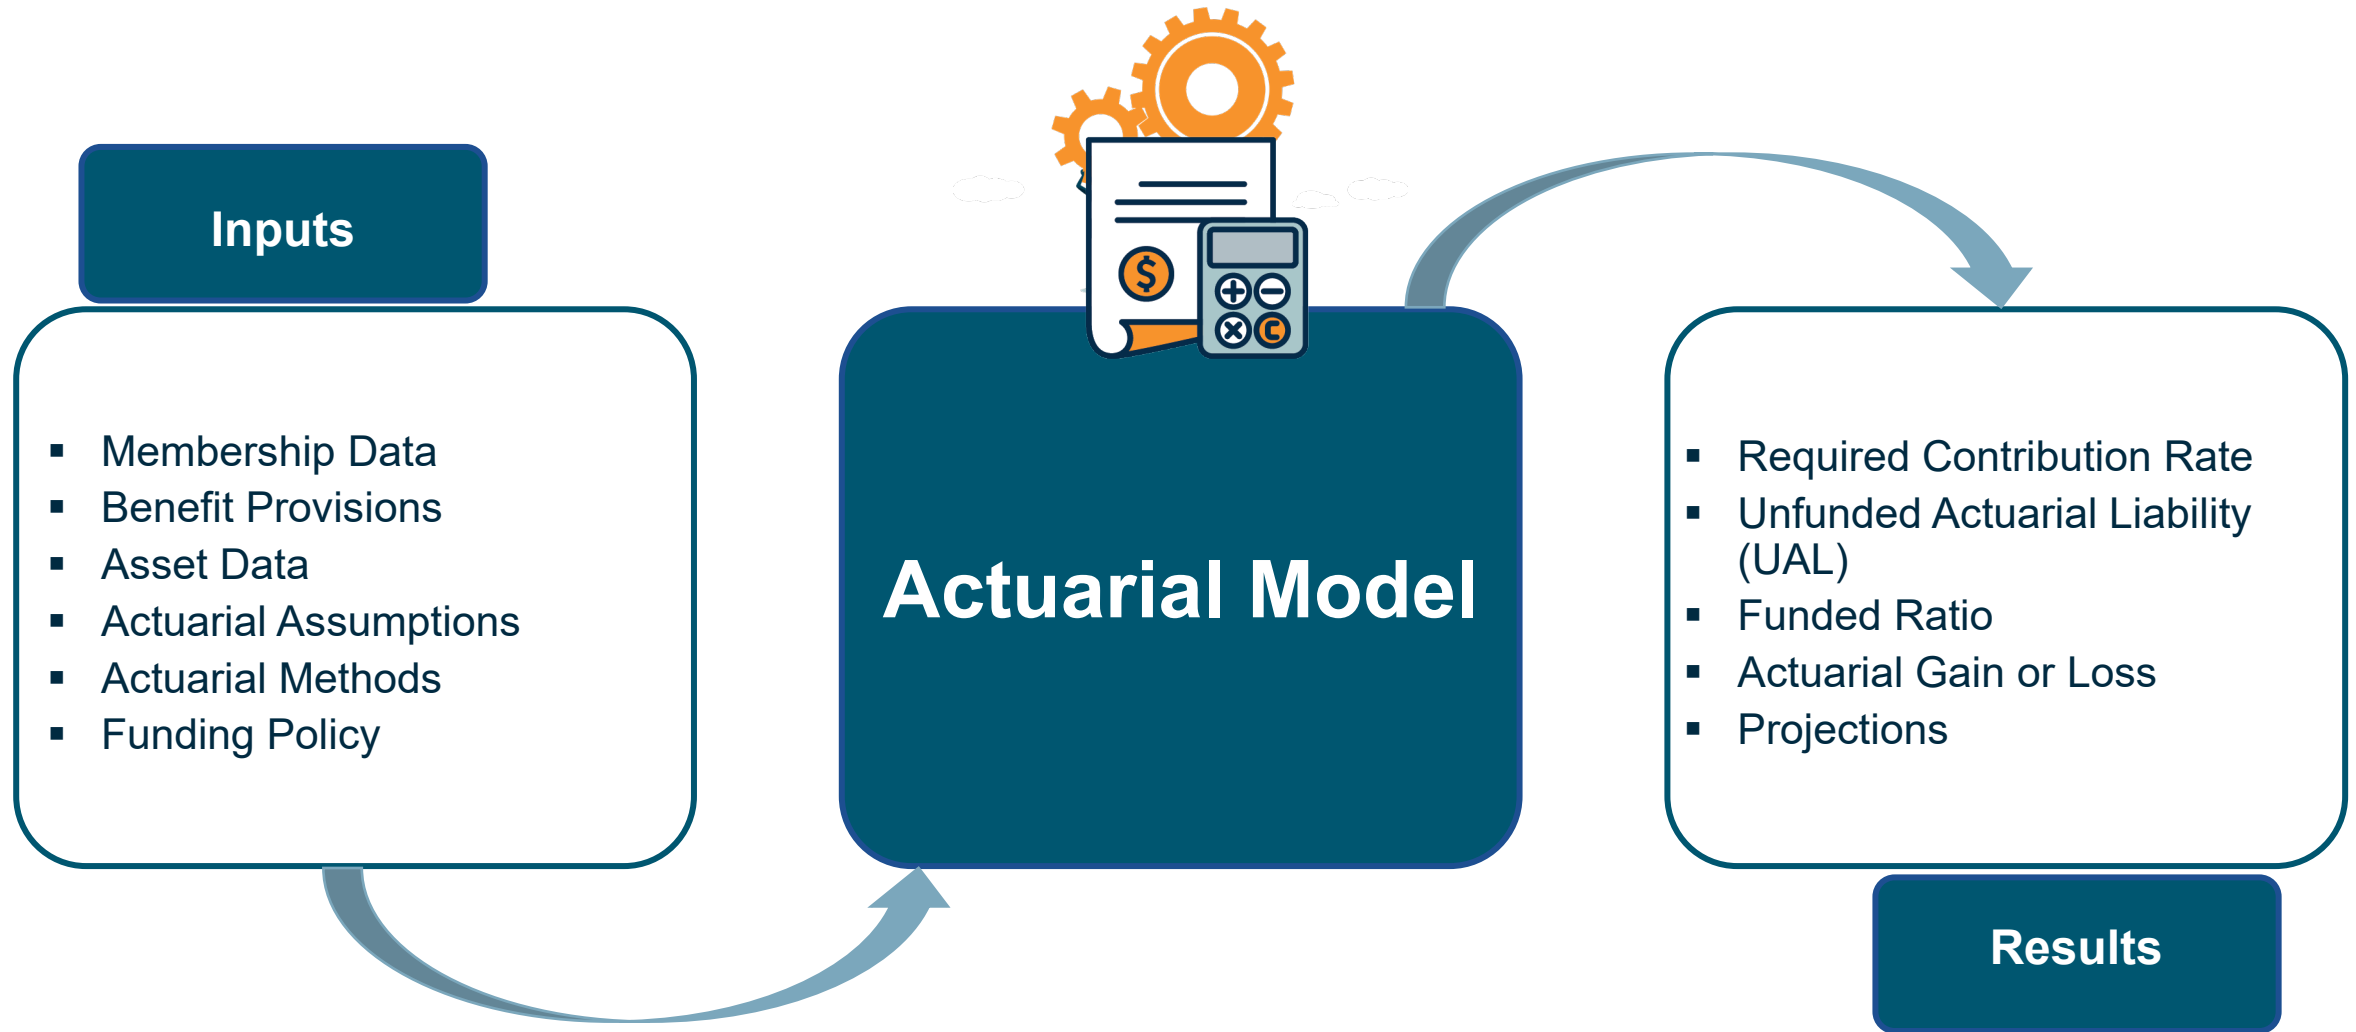 Inputs
▪ Membership Data
▪ Benefit Provisions
▪ Asset Data
▪ Actuarial Assumptions
▪ Actuarial Methods
▪ Funding Policy
$
+ −
× C
Actuarial Model
▪ Required Contribution Rate
▪ Unfunded Actuarial Liability
(UAL)
▪ Funded Ratio
▪ Actuarial Gain or Loss
▪ Projections
Results